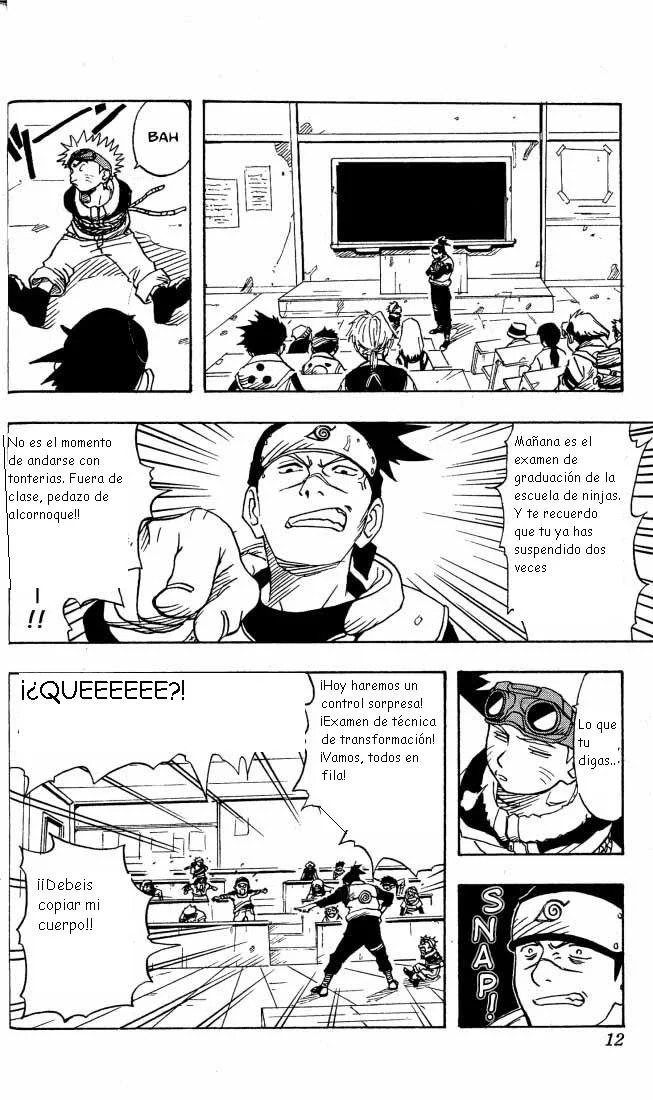 ツーン
BAH
Mañana es el
examen de
graduación de la
escuela de ninjas.
Y te recuerdo
que tu ya has
suspendido dos
veces
No es el momento
de andarse con
tonterias. Fuera de
clase, pedazo de
alcornoque!!
!!
Lo que
tu
digas...
SNAP!
¡Hoy haremos un
control sorpresa!
¡Examen de técnica
de transformación!
¡Vamos, todos en
fila!
¡¿QUEEEEEE?!
¡¡Debeis
copiar mi
cuerpo!!
12